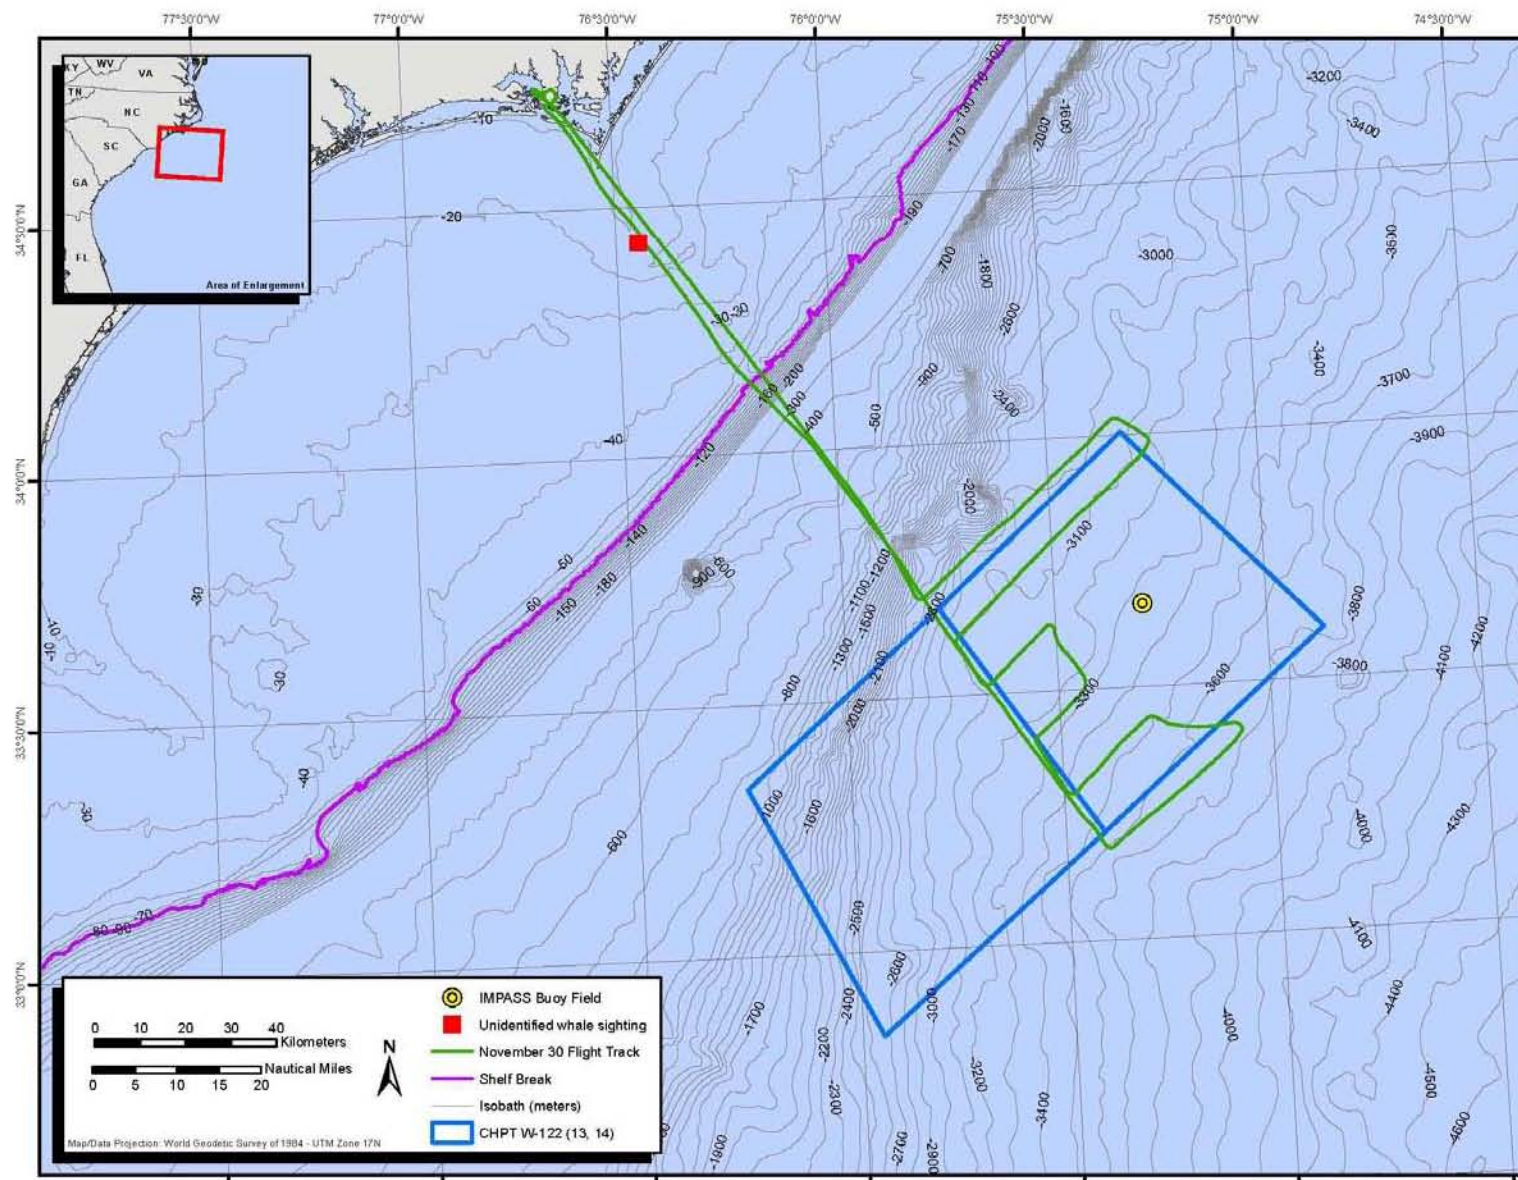 77°30'0"W
77°0'0"W
76°30'0"W
76°0'0"W
75°30'0"W
75°0'0"W
74°30'0"W
34°30'0"N
34°0'0"N
33°30'0"N
33°0'0"N
KY
WV
VA
TN
NC
SC
GA
FL
Area of Enlargement
-10
-20
-30-30
-40
-50
-60
-30
-10
-10
-30
-40
-30
-70
-80-90
-100
-110
-130
-170
-190
-700
-1600
-2000
-1800
-2600
-900
-2400
-500
-200
-160
-300
-400
-120
-140
-180
-150
-900
-600
-2000
-1200
-1100
-1500
-1300
-2100
-800
-2000
-1000
-1600
-600
-3100
-3300
-3600
-3200
-3400
-3000
-3500
-3400
-3700
-3900
-3800
-3800
-4200
-4100
-4300
-4000
-4100
-4400
-4000
-4500
-4600
-2500
-2600
-2400
-3000
-1700
-2200
-2300
-3200
-3400
-2700
-2900
-1900
0 10 20 30 40
Kilometers
Nautical Miles
0 5 10 15 20
N
IMPASS Buoy Field
Unidentified whale sighting
November 30 Flight Track
Shelf Break
Isobath (meters)
CHPT W-122 (13, 14)
Map/Data Projection: World Geodetic Survey of 1984 - UTM Zone 17N